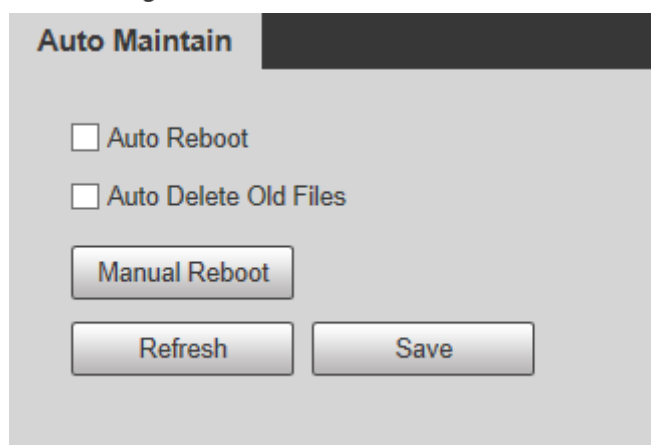 Auto Maintain
Auto Reboot
Auto Delete Old Files
Manual Reboot
Refresh Save